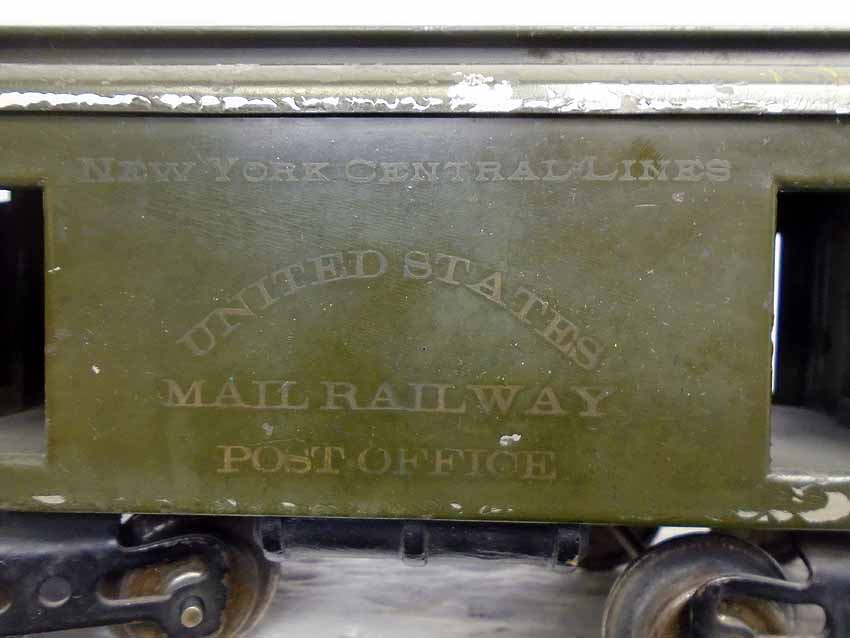 NEW YORK CENTRAL LINES
UNITED STATES
MAIL RAILWAY
POST OFFICE